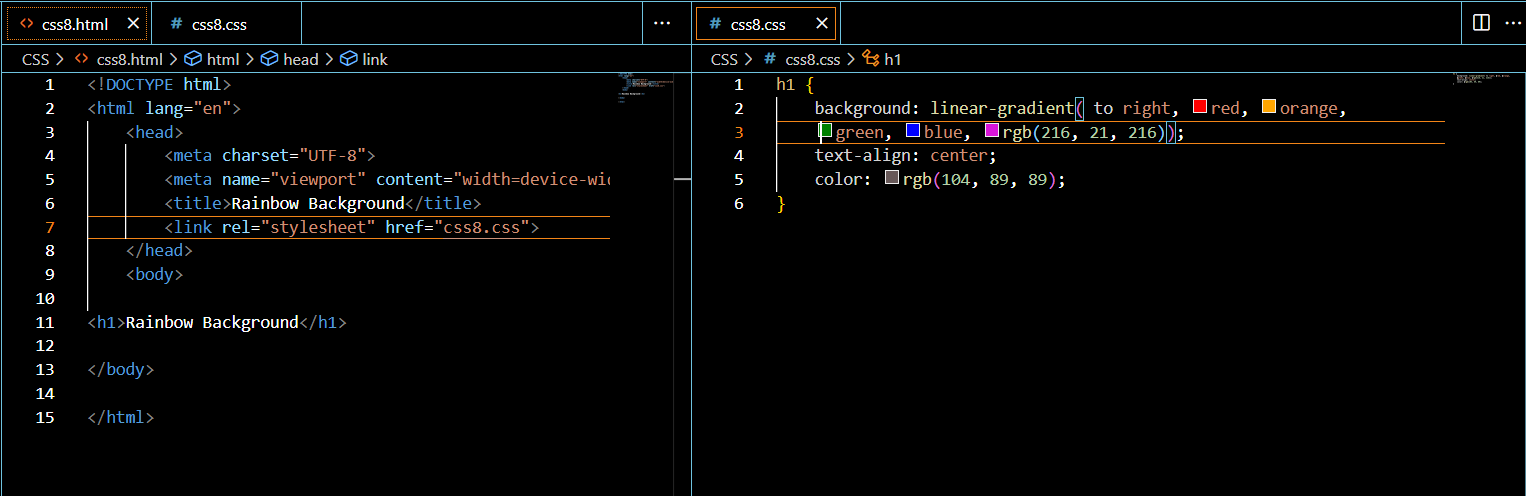 css8.html
# css8.css
CSS > css8.html > html > head > link
1 <!DOCTYPE html>
2 <html lang="en">
3 <head>
4 <meta charset="UTF-8">
5 <meta name="viewport" content="width=device-wi
6 <title>Rainbow Background</title>
7 <link rel="stylesheet" href="css8.css">
8 </head>
9 <body>
10
11 <h1>Rainbow Background</h1>
12
13 </body>
14
15 </html>
# css8.css
CSS > # css8.css > h1
1 h1 {
2 background: linear-gradient( to right, red, orange,
3 green, blue, rgb(216, 21, 216));
4 text-align: center;
5 color: rgb(104, 89, 89);
6 }